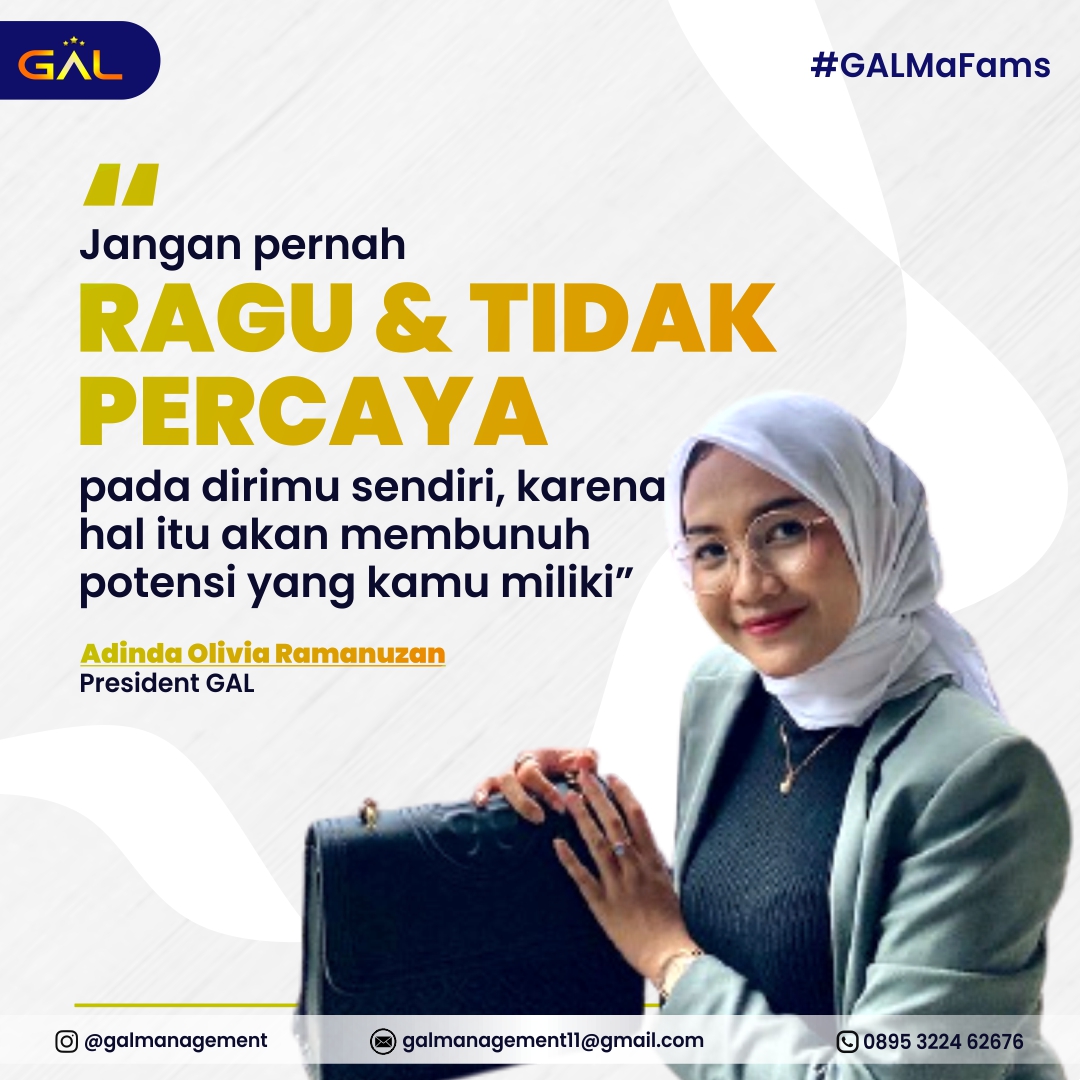 GAL
#GALMaFams
“
Jangan pernah
RAGU & TIDAK
PERCAYA
pada dirimu sendiri, karena
hal itu akan membunuh
potensi yang kamu miliki”
Adinda Olivia Ramanuzan
President GAL
@galmanagement
galmanagement11@gmail.com
0895 3224 62676